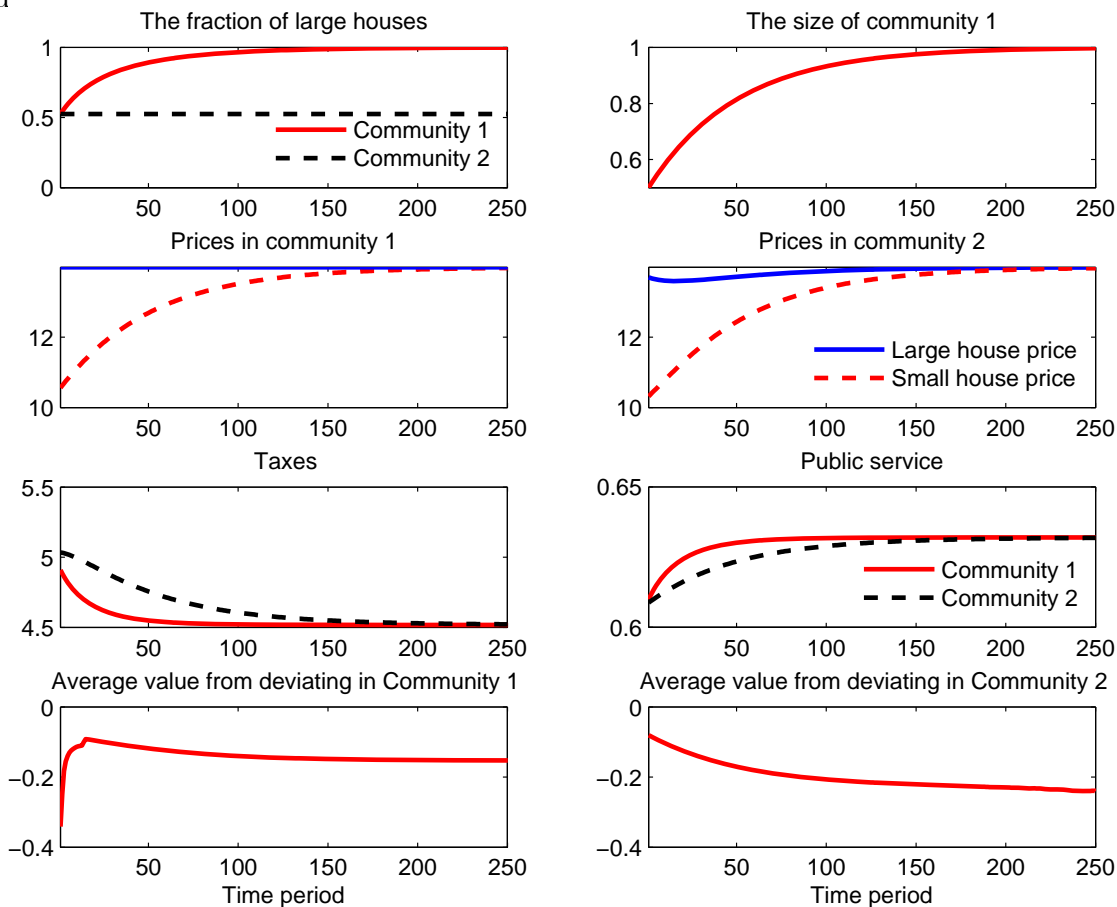 The fraction of large houses
1
0.5
0
50 100 150 200 250
Community 1
Community 2
The size of community 1
1
0.8
0.6
50 100 150 200 250
Prices in community 1
12
10
50 100 150 200 250
Prices in community 2
12
10
50 100 150 200 250
Large house price
Small house price
Taxes
5.5
5
4.5
50 100 150 200 250
Public service
0.65
0.6
50 100 150 200 250
Community 1
Community 2
Average value from deviating in Community 1
0
−0.2
−0.4
50 100 150 200 250
Time period
Average value from deviating in Community 2
0
−0.2
−0.4
50 100 150 200 250
Time period